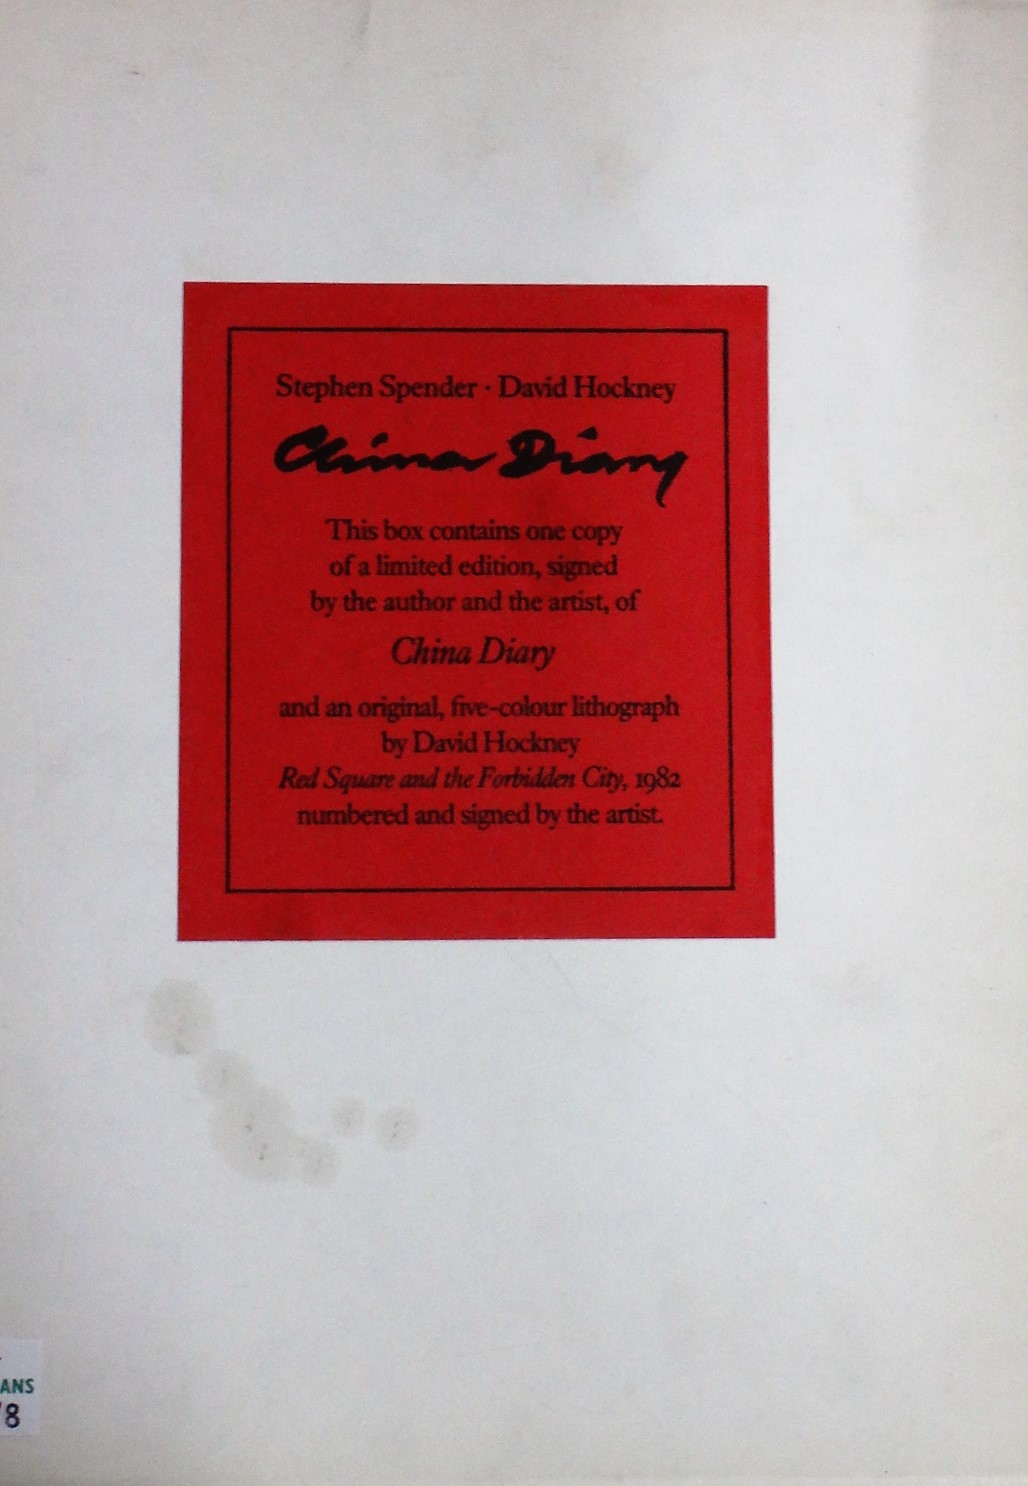 Stephen Spender · David Hockney
China Diary
This box contains one copy
of a limited edition, signed
by the author and the artist, of
China Diary
and an original, five-colour lithograph
by David Hockney
Red Square and the Forbidden City, 1982
numbered and signed by the artist.
ANS
8